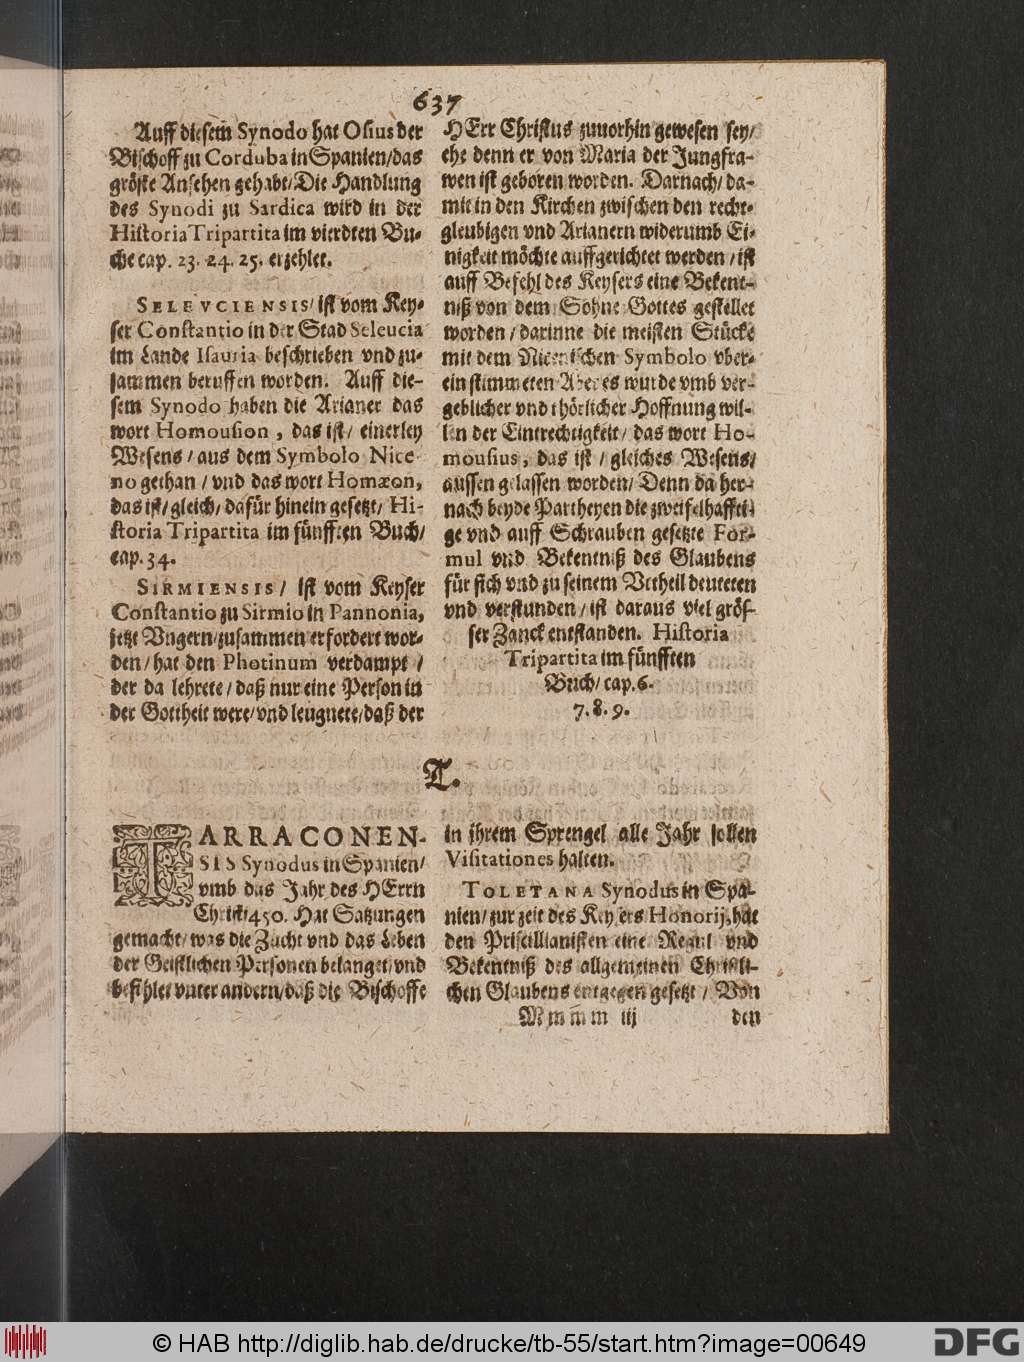 637
Auff diesem Synodo hat Osius der
Bischoff zu Corduba in Spanien/das
gröste Ansehen gehabt/Die Handlung
des Synodi zu Sardica wird in der
Historia Tripartita im vierdten Bu-
che cap. 23. 24. 25. erzehlet.
SELEVCIENSIS/ ist vom Key-
ser Constantio in der Stad Seleucia
im Lande Isauria beschrieben vnd zu-
sammen beruffen worden. Auff die-
sem Synodo haben die Arianer das
wort Homousion, das ist/ einerley
Wesens/aus dem Symbolo Nice-
no gethan/vnd das wort Homæon,
das ist/gleich/dafür hinein gesetzt/ Hi-
storia Tripartita im fünfften Buch/
cap. 34.
SIRMIENSIS/ ist vom Keyser
Constantio zu Sirmio in Pannonia,
jetzt Vngern/zusammen erfordert wor-
den/hat den Photinum verdampt/
der da lehrete/daß nur eine Person in
der Gottheit were/vnd leugnete/daß der
HErr Christus zuuorhin gewesen sey/
ehe denn er von Maria der Jungfra-
wen ist geboren worden. Darnach/da-
mit in den Kirchen zwischen den recht-
gleubigen vnd Arianern widerumb Ei-
nigkeit möchte auffgerichtet werden/ist
auff Befehl des Keysers eine Bekent-
niß von dem Sohne Gottes gestellet
worden/darinne die meisten Stücke
mit dem Nicenischen Symbolo vber-
ein stimmeten Aber es wurde vmb ver-
geblicher vnd thörlicher Hoffnung wil-
len der Eintrechtigkeit/ das wort Ho-
mousius, das ist/gleiches Wesens/
aussen gelassen worden/Denn da her-
nach beyde Partheyen die zweifelhaffti-
ge vnd auff Schrauben gesetzte For-
mul vnd Bekentniß des Glaubens
für sich vnd zu seinem Vrtheil deuteten
vnd verstunden/ist daraus viel grös-
ser Zanck entstanden. Historia
Tripartita im fünfften
Buch/cap. 6.
7. 8. 9.
T.
TARRACONEN-
SIS Synodus in Spanien/
vmb das Jahr des HErrn
Christi/450. Hat Satzungen
gemacht/was die Zucht vnd das Leben
der Geistlichen Personen belanget/vnd
befihlet vnter andern/daß die Bischoffe
in ihrem Sprengel alle Jahr sollen
Visitationes halten.
TOLETANA Synodus in Spa-
nien/zur zeit des Keysers Honorij, hat
den Priscillianisten eine Regul vnd
Bekentniß des allgemeinen Christli-
chen Glaubens entgegen gesetzt/ Von
Mmmm iij
den
© HAB http://diglib.hab.de/drucke/tb-55/start.htm?image=00649
DFG